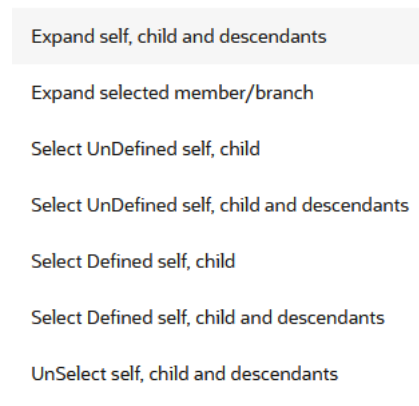 Expand self, child and descendants
Expand selected member/branch
Select UnDefined self, child
Select UnDefined self, child and descendants
Select Defined self, child
Select Defined self, child and descendants
UnSelect self, child and descendants